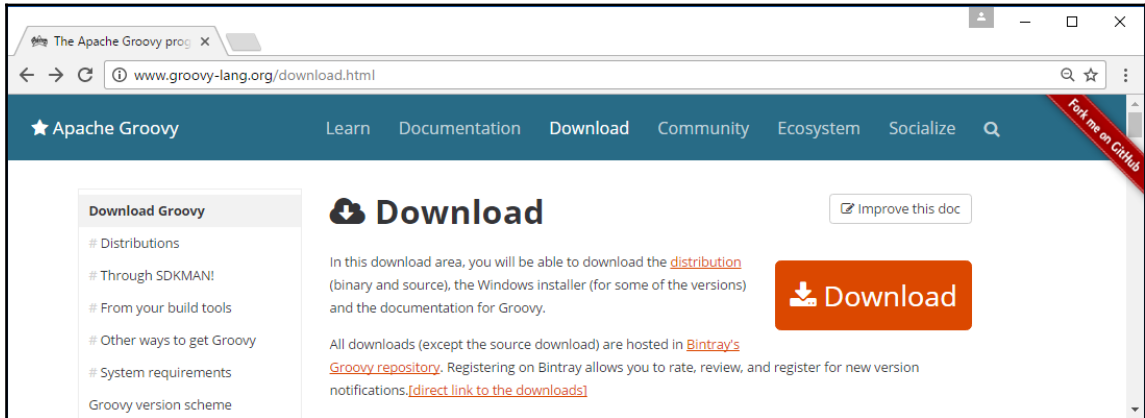 The Apache Groovy prog
www.groovy-lang.org/download.html
Apache Groovy
Learn
Documentation
Download
Community
Ecosystem
Socialize
Fork me on GitHub
Download Groovy
# Distributions
# Through SDKMAN!
# From your build tools
# Other ways to get Groovy
# System requirements
Groovy version scheme
Download
Improve this doc
In this download area, you will be able to download the distribution
(binary and source), the Windows installer (for some of the versions)
and the documentation for Groovy.
Download
All downloads (except the source download) are hosted in Bintray's
Groovy repository. Registering on Bintray allows you to rate, review, and register for new version
notifications.[direct link to the downloads]